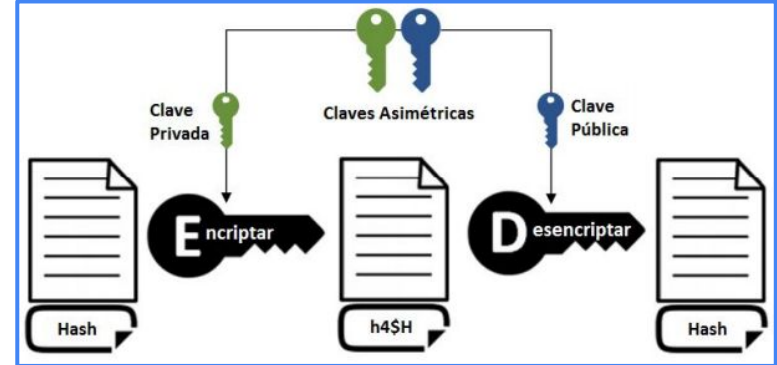 Clave
Privada
Claves Asimétricas
Clave
Pública
Encriptar
Desencriptar
Hash
h4$H
Hash